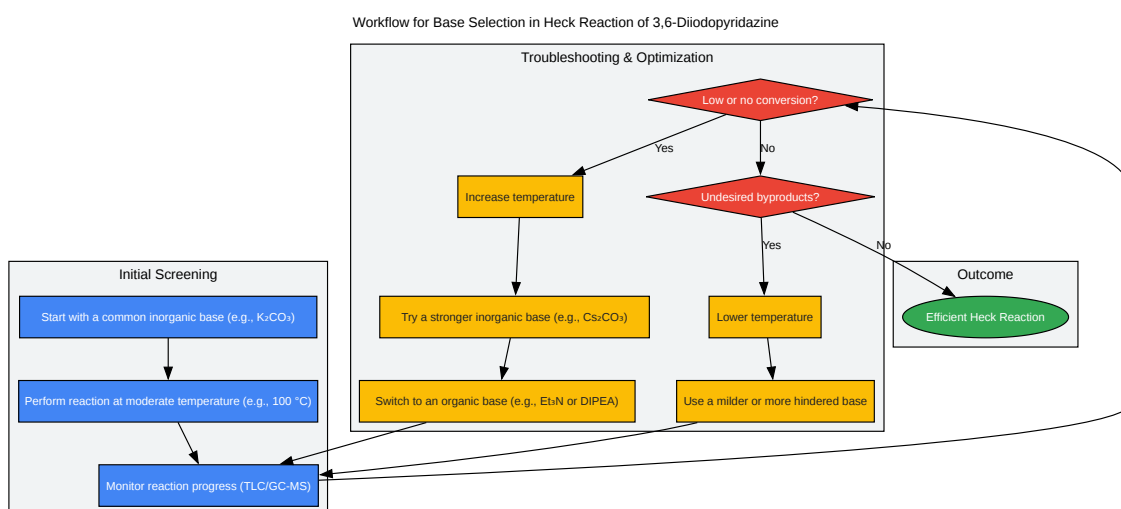 Workflow for Base Selection in Heck Reaction of 3,6-Diiodopyridazine
Troubleshooting & Optimization
Low or no conversion?
Yes
No
Increase temperature
Undesired byproducts?
Yes
No
Initial Screening
Outcome
Start with a common inorganic base (e.g., K₂CO₃)
Try a stronger inorganic base (e.g., Cs₂CO₃)
Lower temperature
Efficient Heck Reaction
Perform reaction at moderate temperature (e.g., 100 °C)
Switch to an organic base (e.g., Et₃N or DIPEA)
Use a milder or more hindered base
Monitor reaction progress (TLC/GC-MS)